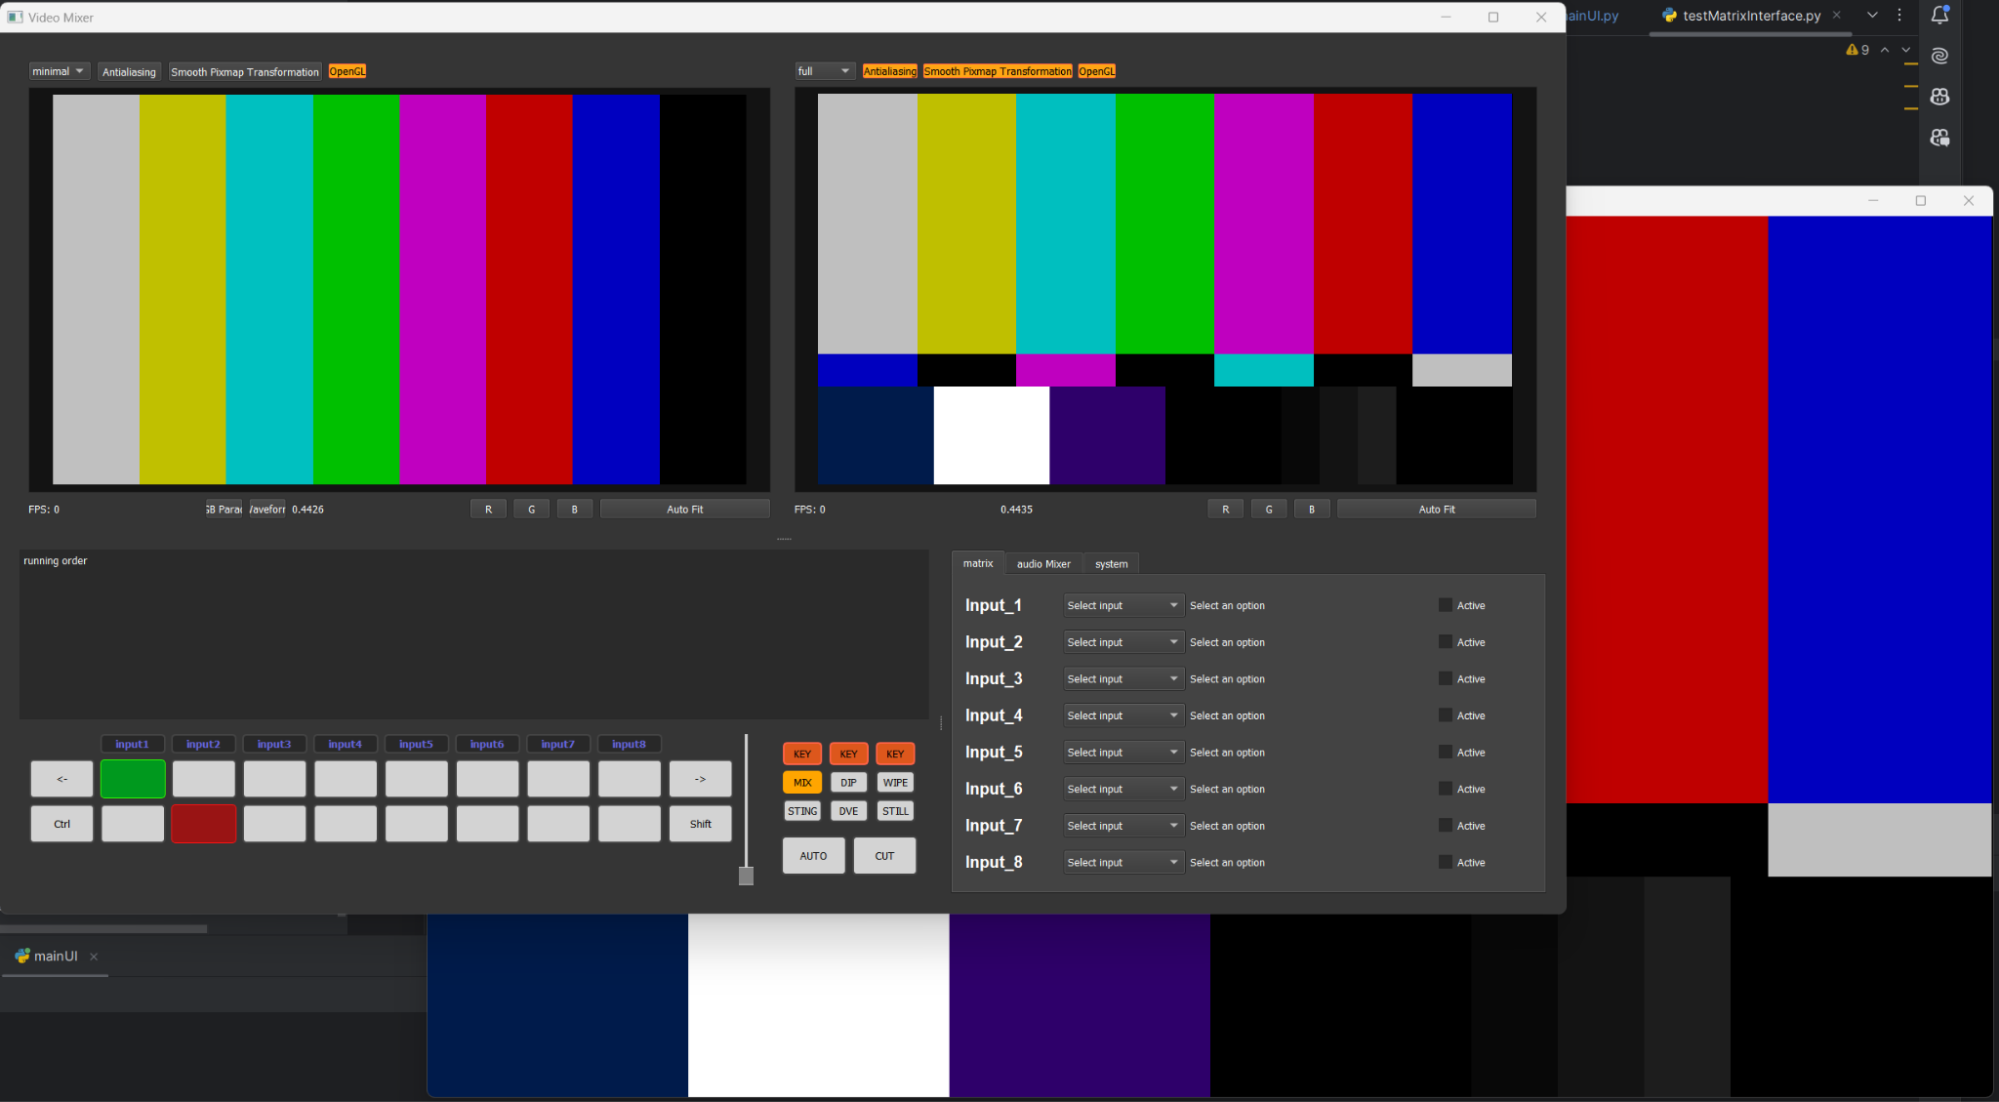 Video Mixer
ainUI.py testMatrixInterface.py
9
minimal Antialiasing Smooth Pixmap Transformation OpenGL
full Antialiasing Smooth Pixmap Transformation OpenGL
FPS: 0 GB Parad Waveforn 0.4426 R G B Auto Fit
FPS: 0 0.4435 R G B Auto Fit
running order
matrix audio Mixer system
Input_1 Select input Select an option Active
Input_2 Select input Select an option Active
Input_3 Select input Select an option Active
Input_4 Select input Select an option Active
Input_5 Select input Select an option Active
Input_6 Select input Select an option Active
Input_7 Select input Select an option Active
Input_8 Select input Select an option Active
input1 input2 input3 input4 input5 input6 input7 input8
<- ->
Ctrl Shift
KEY KEY KEY
MIX DIP WIPE
STING DVE STILL
AUTO CUT
mainUI